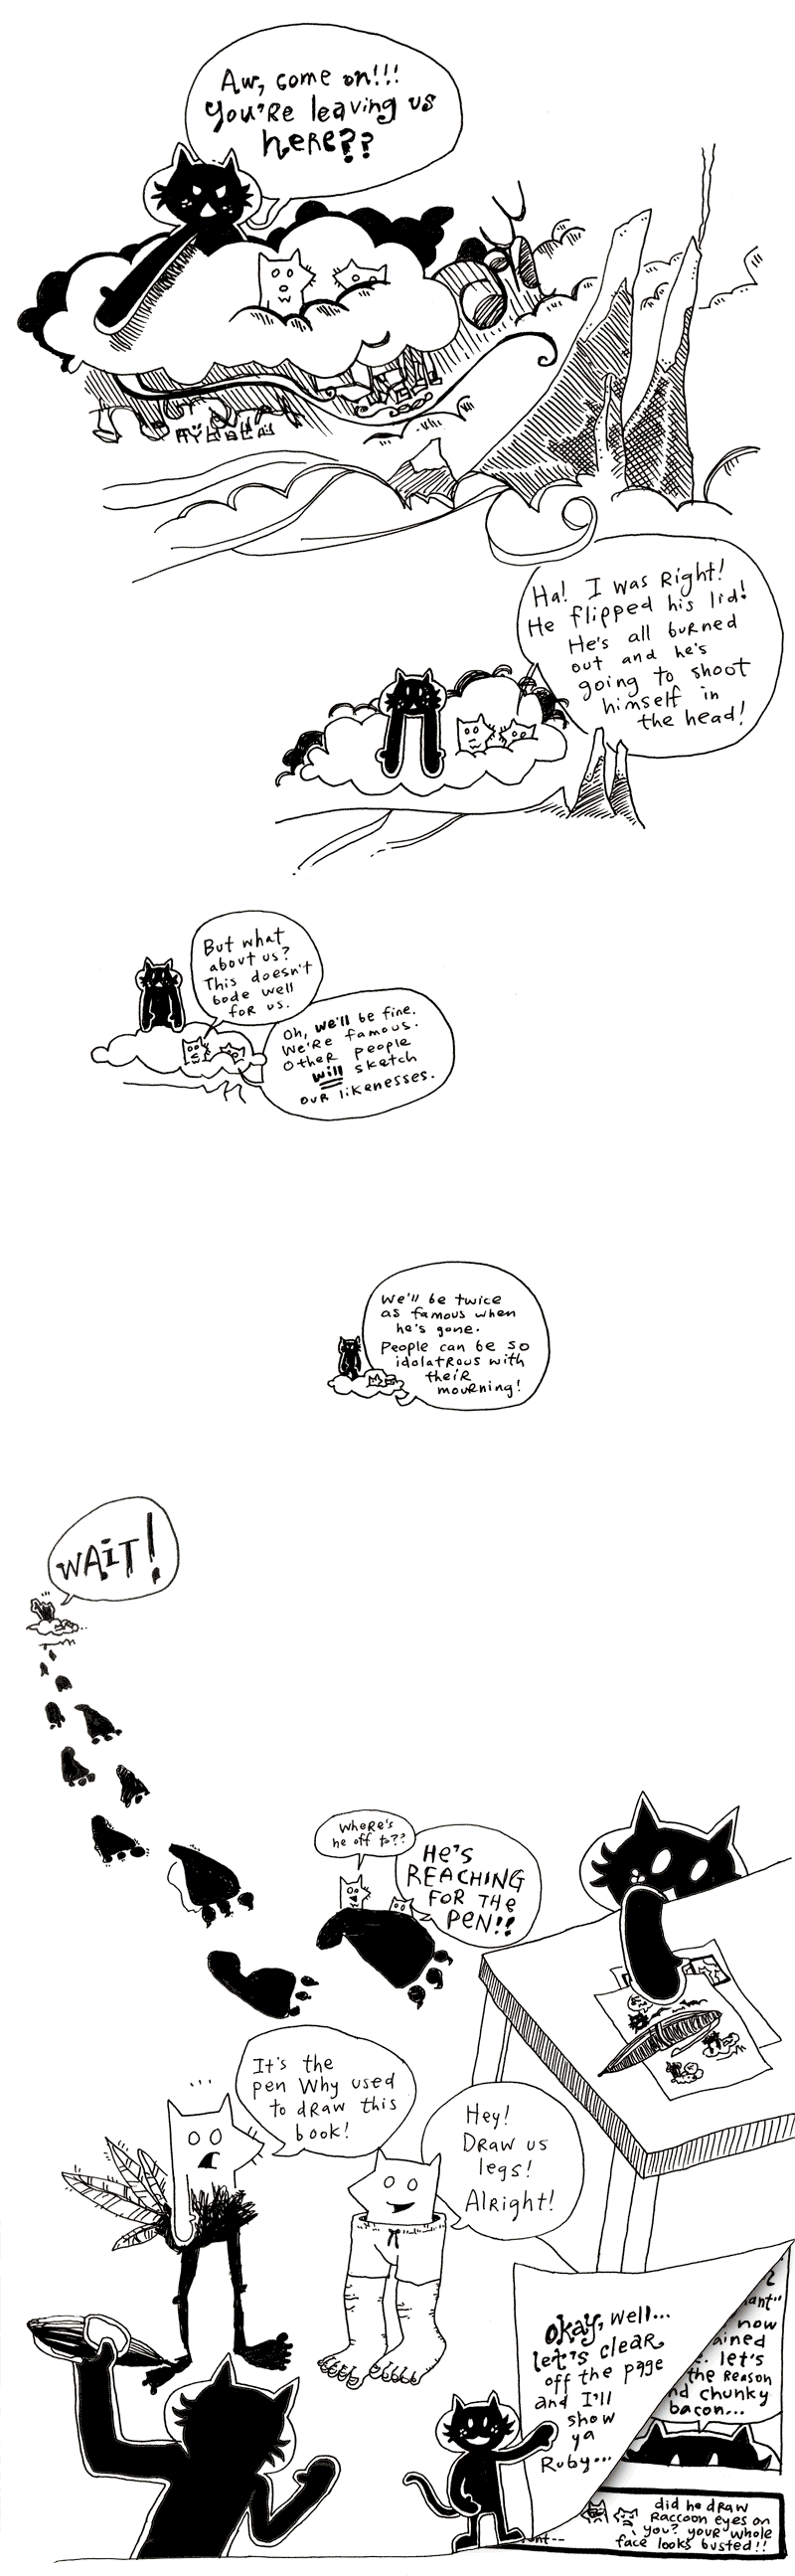 Aw, come on!!!
You're leaving us
here??
Ha! I was Right!
He flipped his lid!
He's all burned
out and he's
going to shoot
himself in
the head!
But what
about us?
This doesn't
bode well
for us.
Oh, we'll be fine.
We're famous.
Other people
will sketch
our likenesses.
We'll be twice
as famous when
he's gone.
People can be so
idolatrous with
their
mourning!
WAIT!
Where's
he off to??
He's
REACHING
FOR THE
PEN!!
It's the
pen Why used
to draw this
book!
Hey!
Draw us
legs!
Alright!
okay, well...
let's clear
off the page
and I'll
show
ya
Ruby...
ant"
now
ained
let's
the Reason
nd chunky
bacon...
did he draw
Raccoon eyes on
you? your whole
face looks busted!!